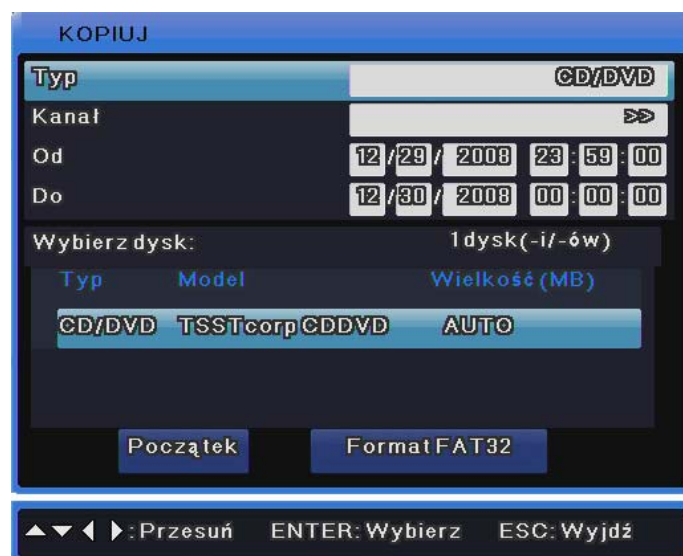 KOPIUJ
Typ CD/DVD
Kanał >>
Od 12/29/ 2008 23:59:00
Do 12/30/ 2008 00:00:00
Wybierz dysk: 1dysk(-i/-ów)
Typ Model Wielkość (MB)
CD/DVD TSSTcorp CDDVD AUTO
Początek Format FAT32
:Przesuń ENTER: Wybierz ESC: Wyjdź